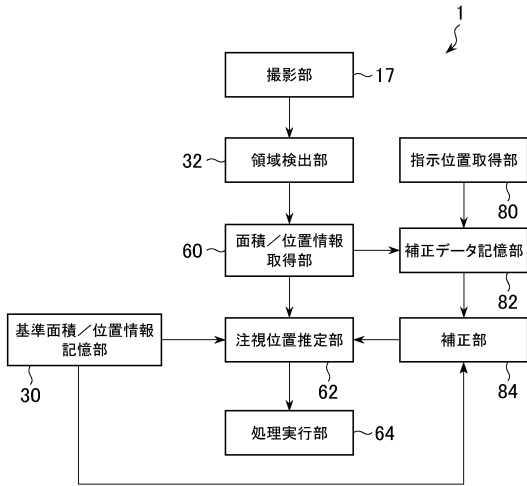 1
撮影部
17
32
領域検出部
指示位置取得部
80
60
面積／位置情報
取得部
補正データ記憶部
82
基準面積／位置情報
記憶部
30
注視位置推定部
62
補正部
84
処理実行部
64